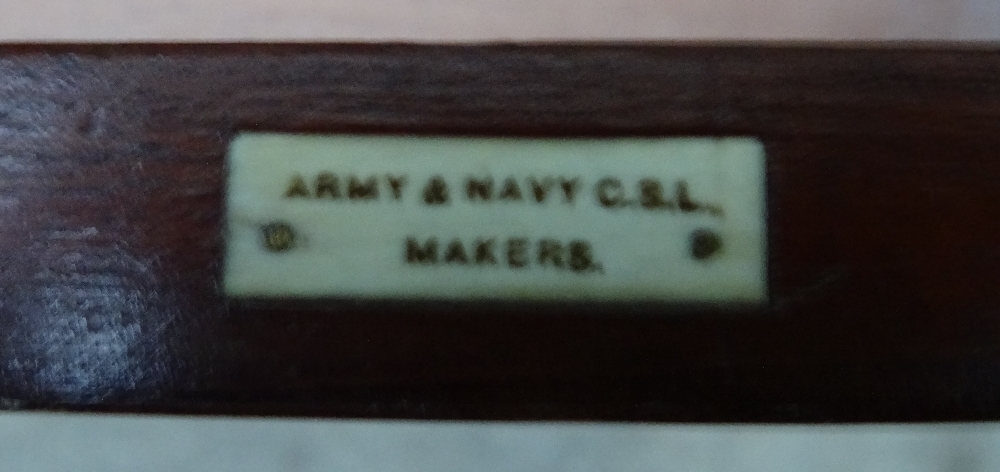 ARMY & NAVY C.S.L.,
MAKERS.